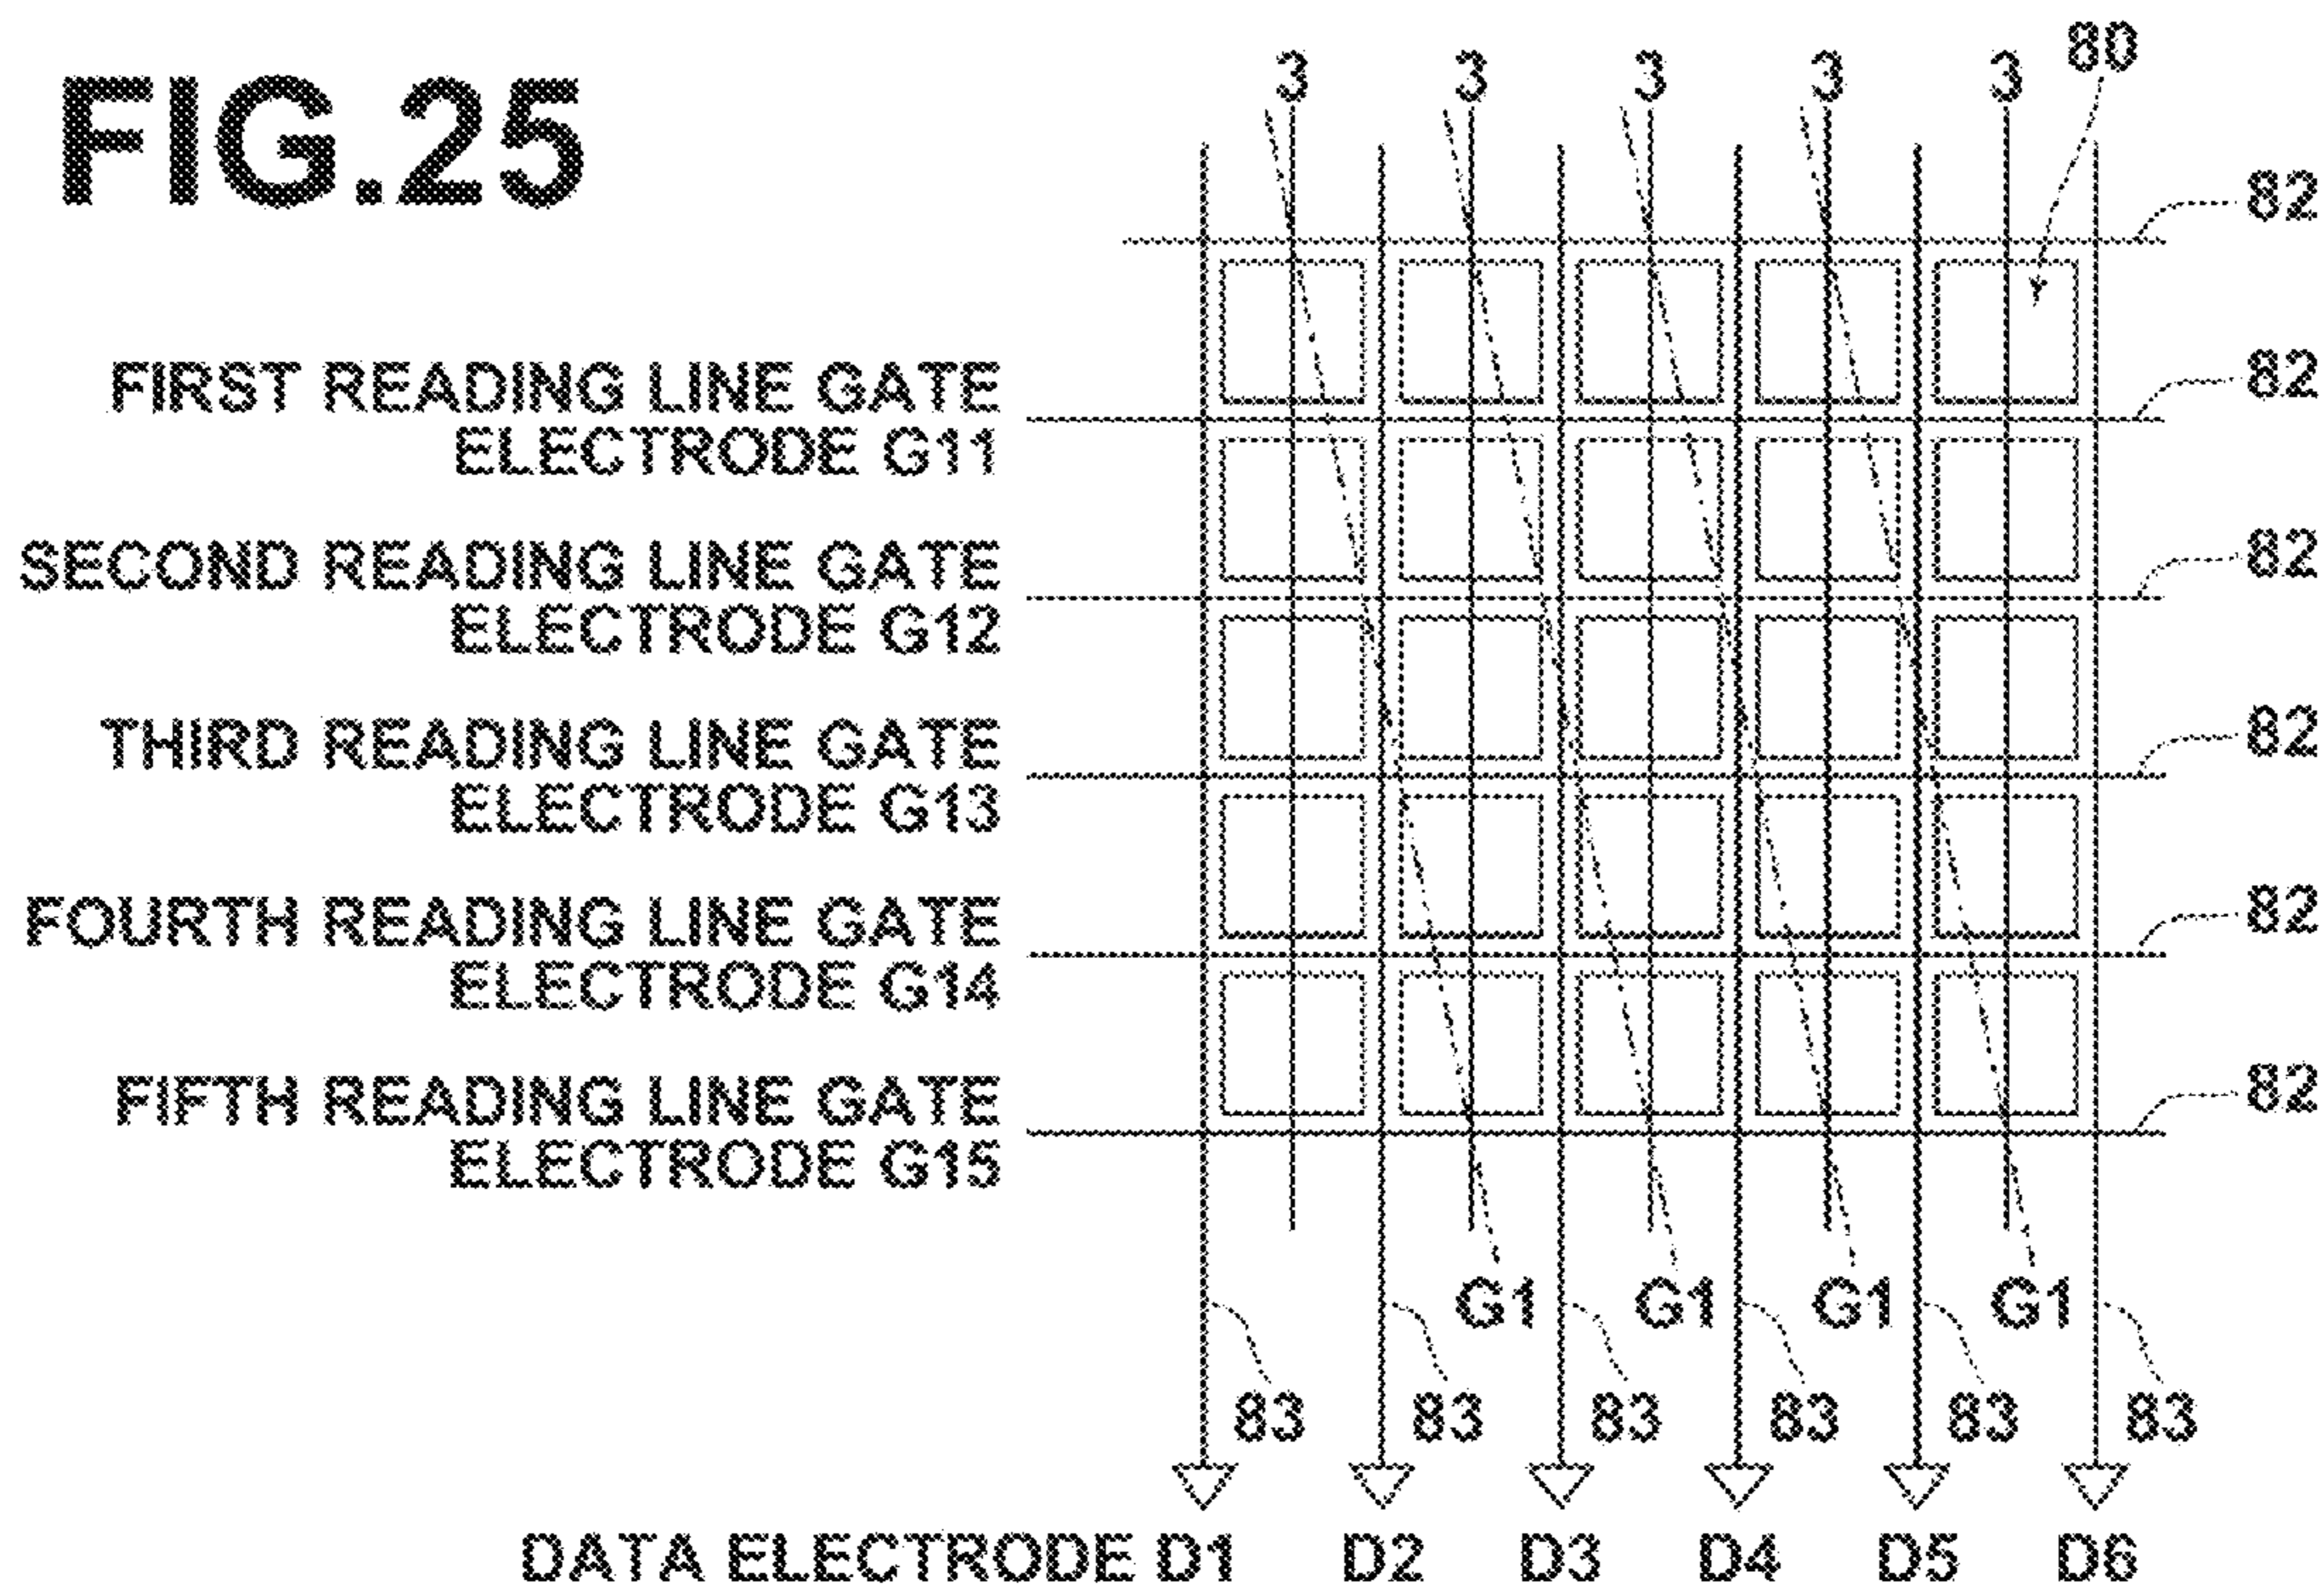 FIG.25
3 3 3 3 3 80
82
FIRST READING LINE GATE
ELECTRODE G11
82
SECOND READING LINE GATE
ELECTRODE G12
82
THIRD READING LINE GATE
ELECTRODE G13
82
FOURTH READING LINE GATE
ELECTRODE G14
82
FIFTH READING LINE GATE
ELECTRODE G15
82
G1 G1 G1 G1
83 83 83 83 83 83
DATA ELECTRODE D1 D2 D3 D4 D5 D6